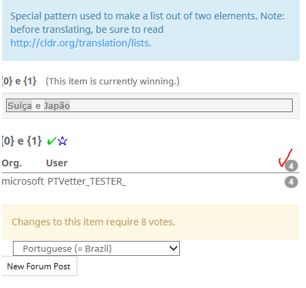 Special pattern used to make a list out of two elements. Note:
before translating, be sure to read
http://cldr.org/translation/lists.
{0} e {1} (This item is currently winning.)
Suíça e Japão
{0} e {1}
Org. User
4
microsoft PTVetter_TESTER_ 4
Changes to this item require 8 votes.
Portuguese (= Brazil)
New Forum Post